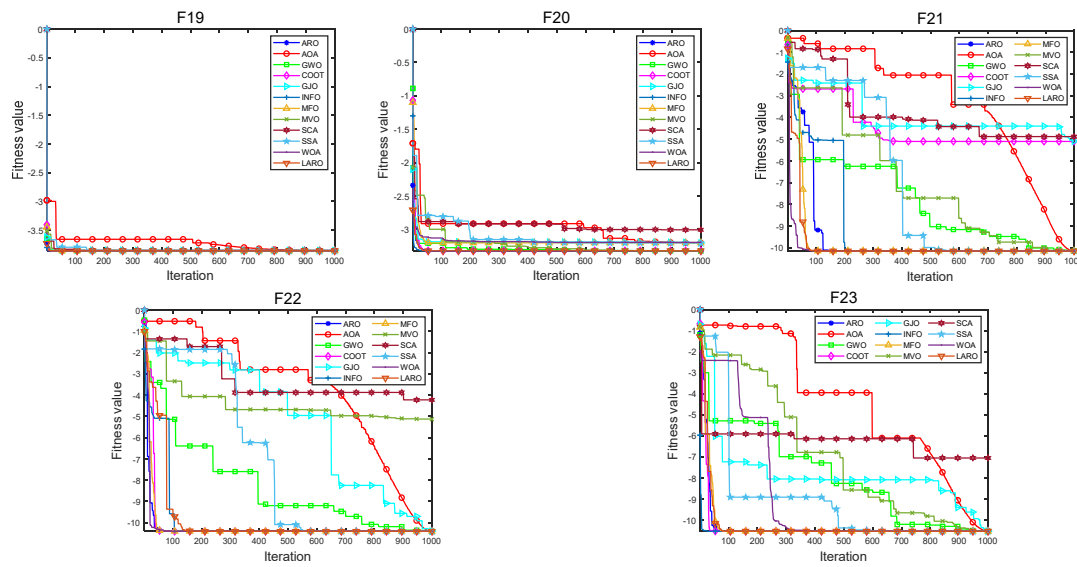 F19
Fitness value
0
-0.5
-1
-1.5
-2
-2.5
-3
-3.5
ARO
AOA
GWO
COOT
GJO
INFO
MFO
MVO
SCA
SSA
WOA
LARO
100 200 300 400 500 600 700 800 900 1000
Iteration
F20
Fitness value
0
-0.5
-1
-1.5
-2
-2.5
-3
ARO
AOA
GWO
COOT
GJO
INFO
MFO
MVO
SCA
SSA
WOA
LARO
100 200 300 400 500 600 700 800 900 1000
Iteration
F21
Fitness value
0
-1
-2
-3
-4
-5
-6
-7
-8
-9
-10
ARO MFO
AOA MVO
GWO SCA
COOT SSA
GJO WOA
INFO LARO
100 200 300 400 500 600 700 800 900 1000
Iteration
F22
Fitness value
0
-1
-2
-3
-4
-5
-6
-7
-8
-9
-10
ARO MFO
AOA MVO
GWO SCA
COOT SSA
GJO WOA
INFO LARO
100 200 300 400 500 600 700 800 900 1000
Iteration
F23
Fitness value
0
-1
-2
-3
-4
-5
-6
-7
-8
-9
-10
ARO GJO SCA
AOA INFO SSA
GWO MFO WOA
COOT MVO LARO
100 200 300 400 500 600 700 800 900 1000
Iteration